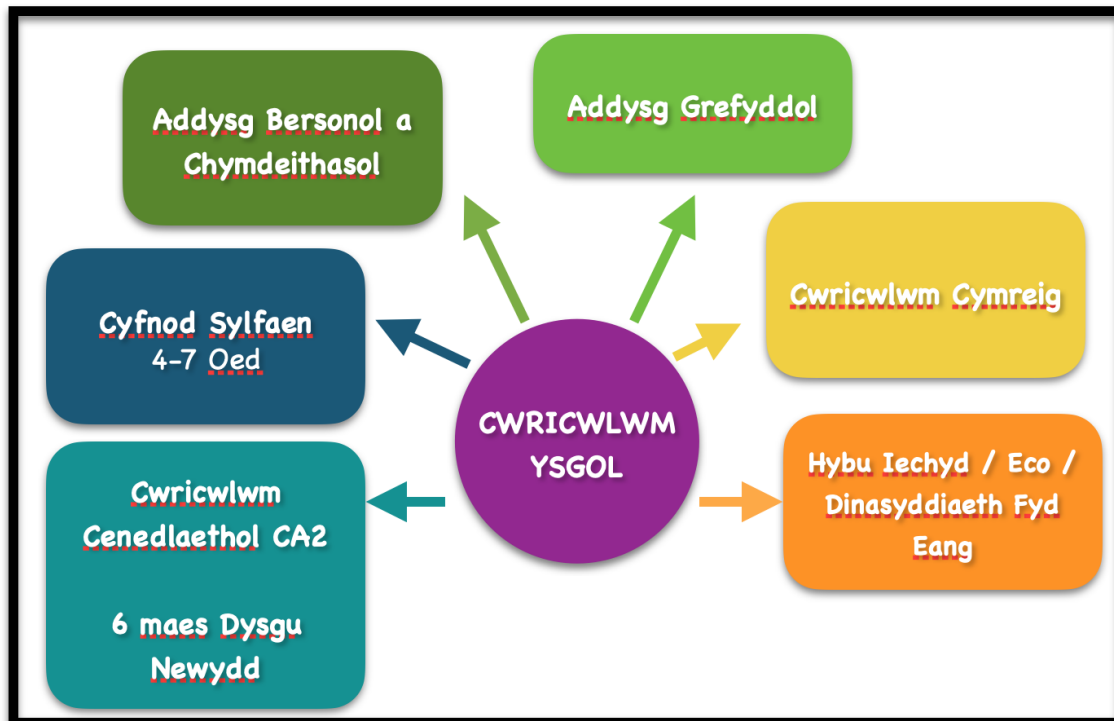 Addysg Bersonol a
Chymdeithasol
Addysg Grefyddol
Cyfnod Sylfaen
4-7 Oed
Cwricwlwm Cymreig
CWRICWLWM
YSGOL
Cwricwlwm
Cenedlaethol CA2
6 maes Dysgu
Newydd
Hybu Iechyd / Eco /
Dinasyddiaeth Fyd
Eang